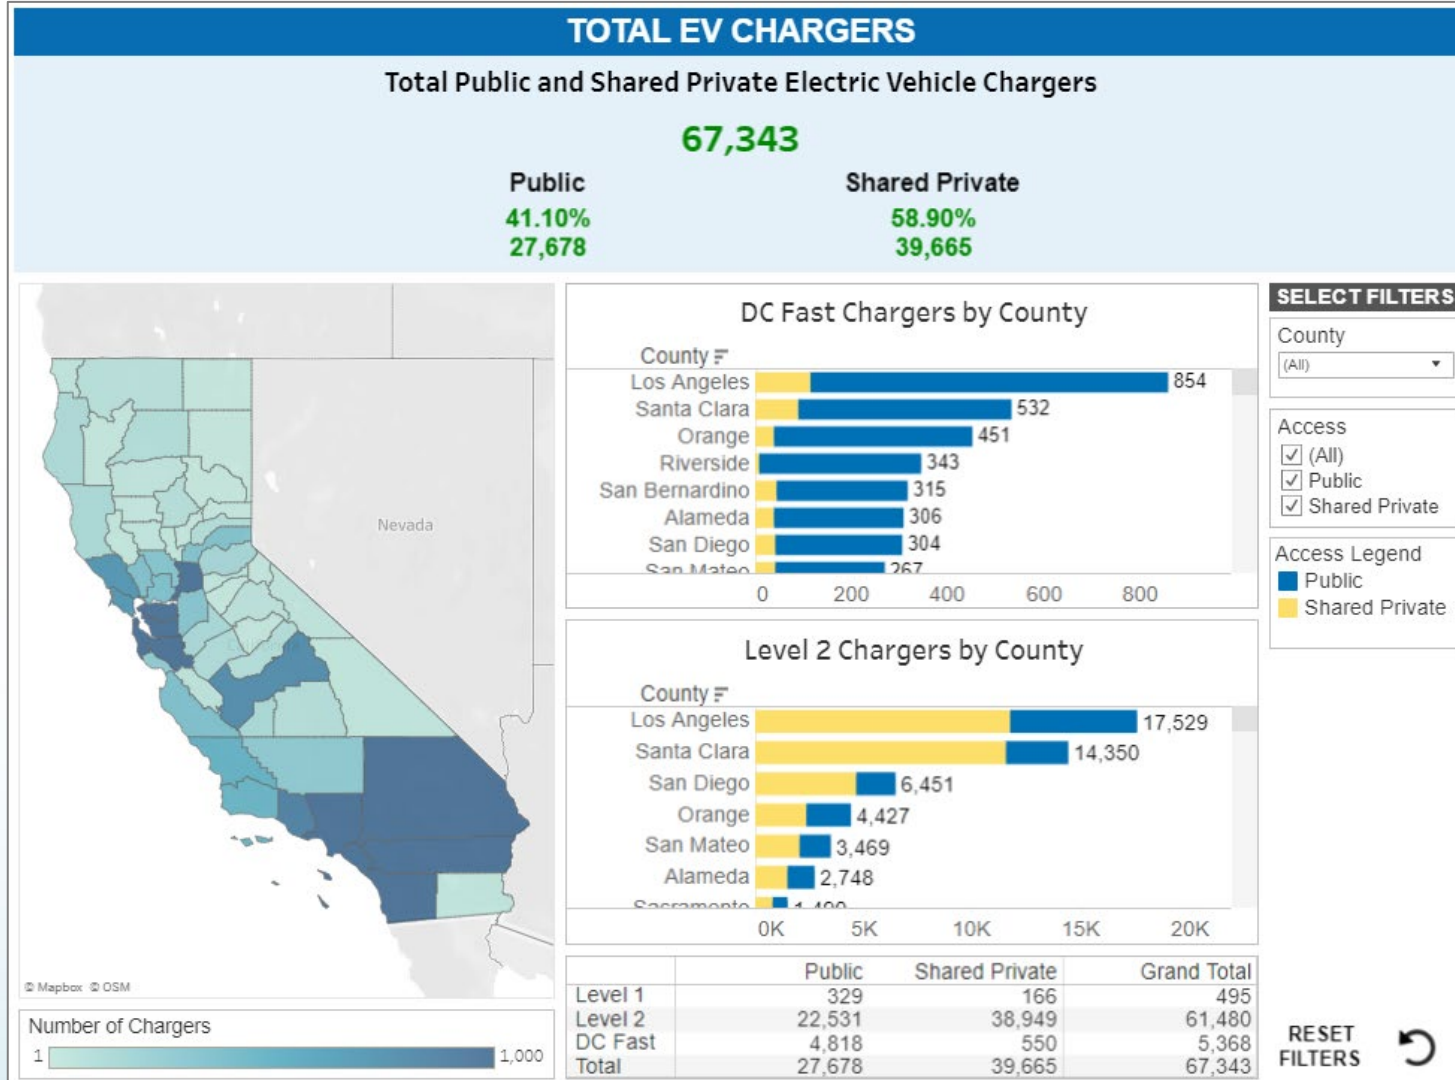 TOTAL EV CHARGERS
Total Public and Shared Private Electric Vehicle Chargers
67,343
Public Shared Private
41.10% 58.90%
27,678 39,665
Nevada
© Mapbox © OSM
Number of Chargers
1 1,000
DC Fast Chargers by County
County
Los Angeles 854
Santa Clara 532
Orange 451
Riverside 343
San Bernardino 315
Alameda 306
San Diego 304
San Mateo 267
0 200 400 600 800
Level 2 Chargers by County
County
Los Angeles 17,529
Santa Clara 14,350
San Diego 6,451
Orange 4,427
San Mateo 3,469
Alameda 2,748
Sacramento
0K 5K 10K 15K 20K
Public Shared Private Grand Total
Level 1 329 166 495
Level 2 22,531 38,949 61,480
DC Fast 4,818 550 5,368
Total 27,678 39,665 67,343
SELECT FILTERS
County
(All)
Access
(All)
Public
Shared Private
Access Legend
Public
Shared Private
RESET
FILTERS